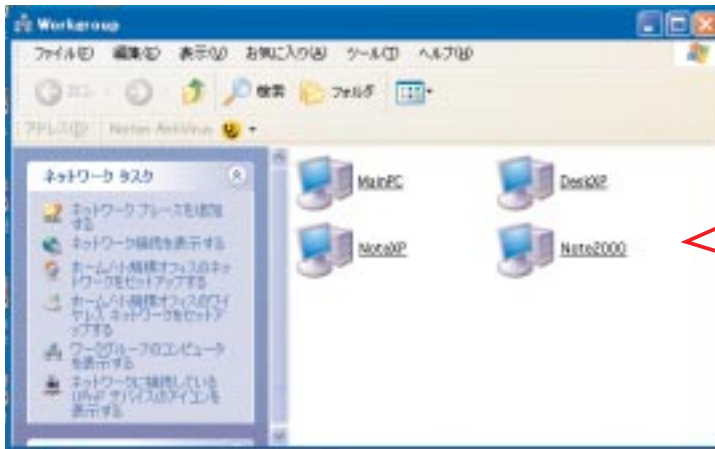 Workgroup
ファイル(F) 編集(E) 表示(V) お気に入り(A) ツール(T) ヘルプ(H)
戻る 検索 フォルダ
アドレス(D) Norton AntiVirus
ネットワーク タスク
ネットワーク プレースを追加
する
ネットワーク接続を表示する
ホーム/小規模オフィスのネッ
トワークをセットアップする
ホーム/小規模オフィスのワイ
ヤレス ネットワークをセットア
ップする
ワークグループのコンピュータ
を表示する
ネットワークに接続している
UPnP デバイスのアイコンを
表示する
MainPC DeskXP
NoteXP Note2000